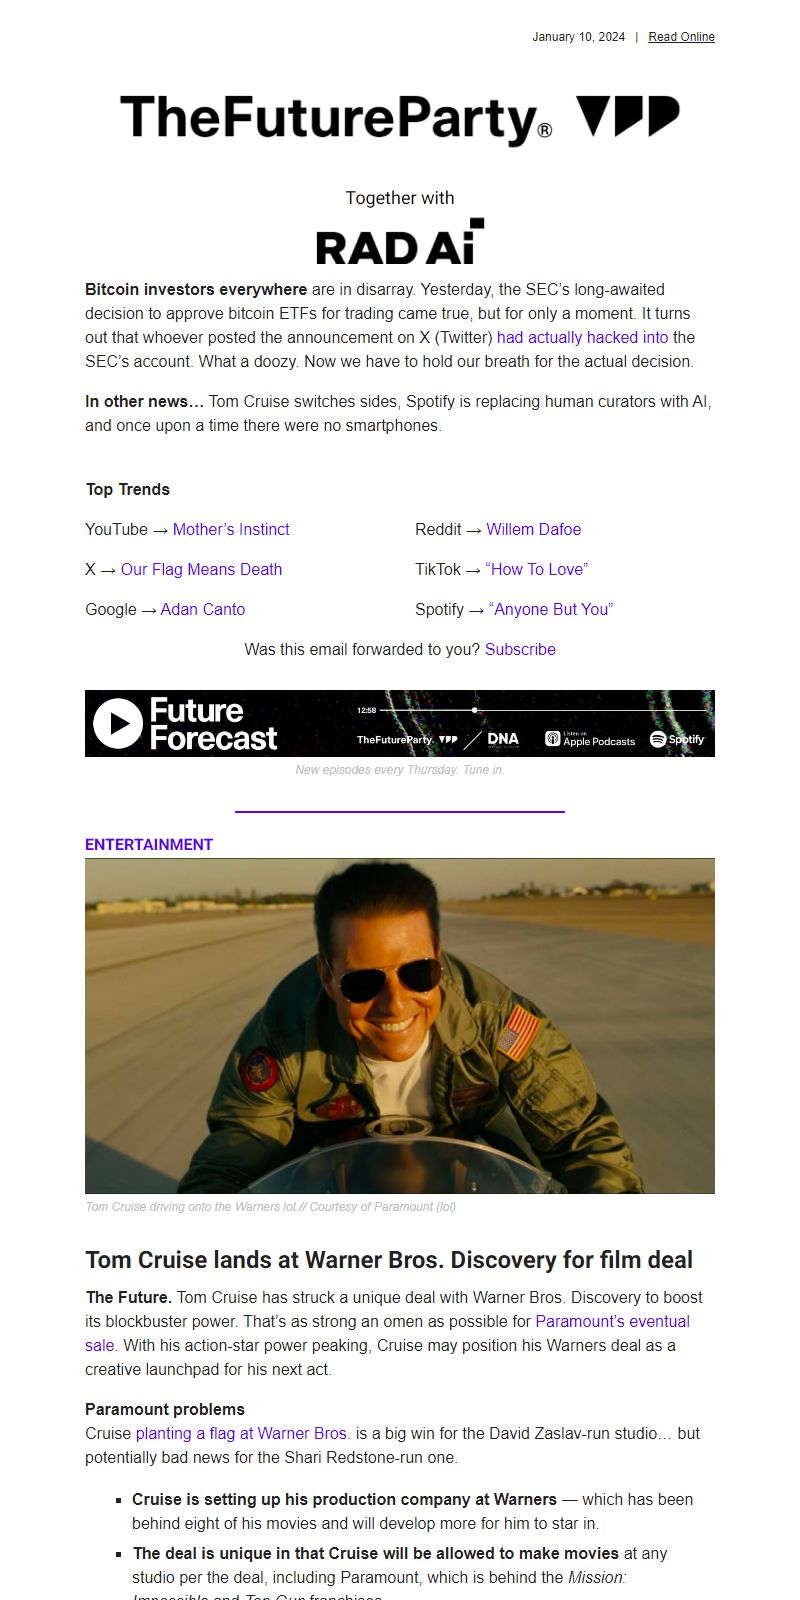 January 10, 2024 | Read Online
TheFutureParty®
Together with
RAD Ai
Bitcoin investors everywhere are in disarray. Yesterday, the SEC’s long-awaited
decision to approve bitcoin ETFs for trading came true, but for only a moment. It turns
out that whoever posted the announcement on X (Twitter) had actually hacked into the
SEC’s account. What a doozy. Now we have to hold our breath for the actual decision.
In other news… Tom Cruise switches sides, Spotify is replacing human curators with AI,
and once upon a time there were no smartphones.
Top Trends
YouTube → Mother’s Instinct
Reddit → Willem Dafoe
X → Our Flag Means Death
TikTok → “How To Love”
Google → Adan Canto
Spotify → “Anyone But You”
Was this email forwarded to you? Subscribe
Future
Forecast
12:58
TheFutureParty. DNA
Listen on
Apple Podcasts
Spotify
New episodes every Thursday. Tune in.
ENTERTAINMENT
Tom Cruise driving onto the Warners lot // Courtesy of Paramount (lol)
Tom Cruise lands at Warner Bros. Discovery for film deal
The Future. Tom Cruise has struck a unique deal with Warner Bros. Discovery to boost
its blockbuster power. That’s as strong an omen as possible for Paramount’s eventual
sale. With his action-star power peaking, Cruise may position his Warners deal as a
creative launchpad for his next act.
Paramount problems
Cruise planting a flag at Warner Bros. is a big win for the David Zaslav-run studio… but
potentially bad news for the Shari Redstone-run one.
▪ Cruise is setting up his production company at Warners — which has been
behind eight of his movies and will develop more for him to star in.
▪ The deal is unique in that Cruise will be allowed to make movies at any
studio per the deal, including Paramount, which is behind the Mission:
Impossible and Top Gun franchises.